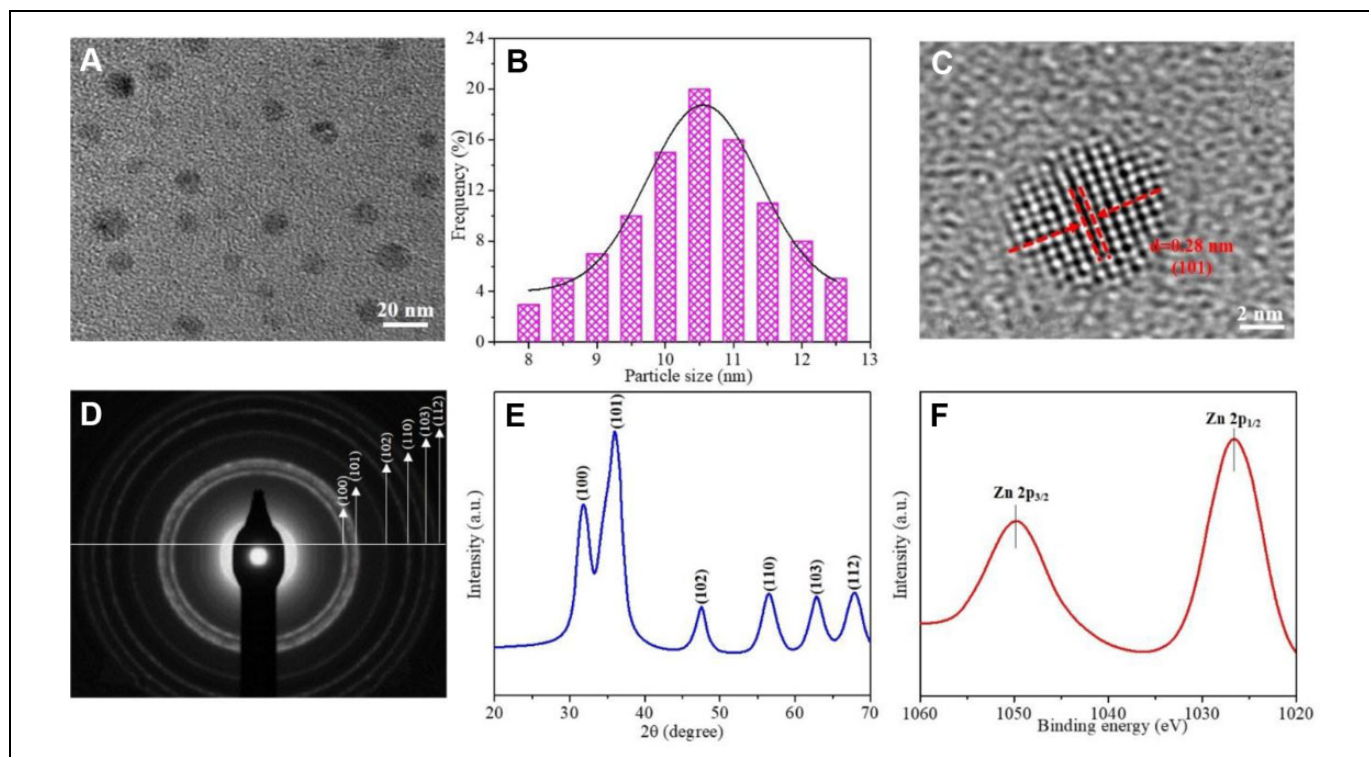 A
20 nm
B
24
20
16
12
8
4
0
Frequency (%)
8 9 10 11 12 13
Particle size (nm)
C
d=0.28 nm
(101)
2 nm
D
(100)
(101)
(102)
(110)
(103)
(112)
E
(100)
(101)
(102)
(110)
(103)
(112)
Intensity (a.u.)
20 30 40 50 60 70
2θ (degree)
F
Zn 2p3/2
Zn 2p1/2
Intensity (a.u.)
1060 1050 1040 1030 1020
Binding energy (eV)